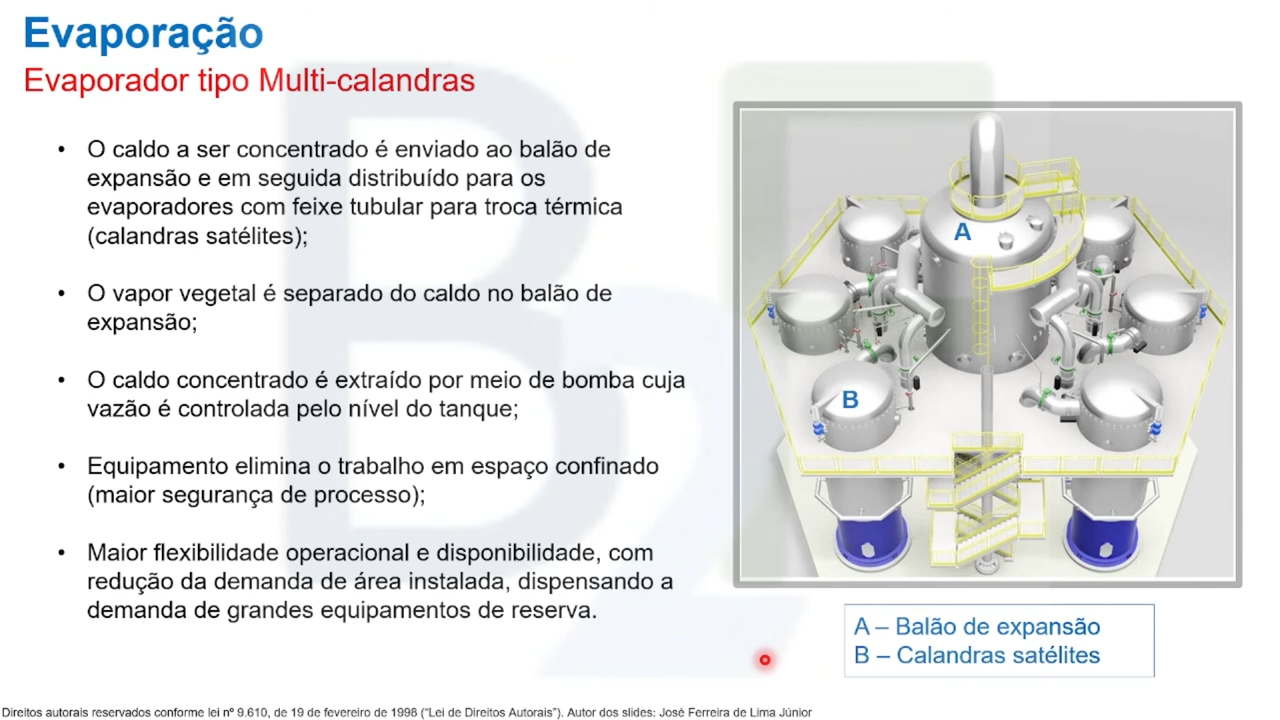 Evaporação
Evaporador tipo Multi-calandras
• O caldo a ser concentrado é enviado ao balão de
expansão e em seguida distribuído para os
evaporadores com feixe tubular para troca térmica
(calandras satélites);
• O vapor vegetal é separado do caldo no balão de
expansão;
• O caldo concentrado é extraído por meio de bomba cuja
vazão é controlada pelo nível do tanque;
• Equipamento elimina o trabalho em espaço confinado
(maior segurança de processo);
• Maior flexibilidade operacional e disponibilidade, com
redução da demanda de área instalada, dispensando a
demanda de grandes equipamentos de reserva.
A
B
A – Balão de expansão
B – Calandras satélites
Direitos autorais reservados conforme lei nº 9.610, de 19 de fevereiro de 1998 (“Lei de Direitos Autorais”). Autor dos slides: José Ferreira de Lima Júnior